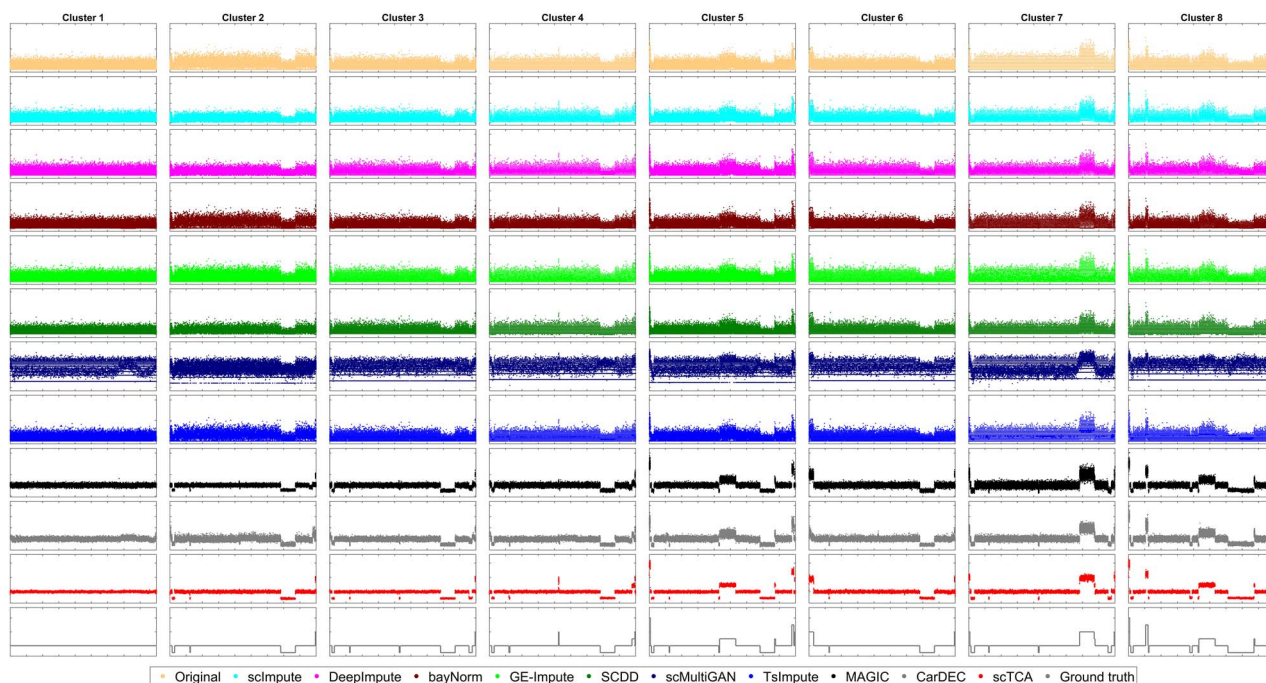 Cluster 1 Cluster 2 Cluster 3 Cluster 4 Cluster 5 Cluster 6 Cluster 7 Cluster 8
Original scImpute DeepImpute bayNorm GE-Impute SCDD scMultiGAN TsImpute MAGIC CarDEC scTCA Ground truth